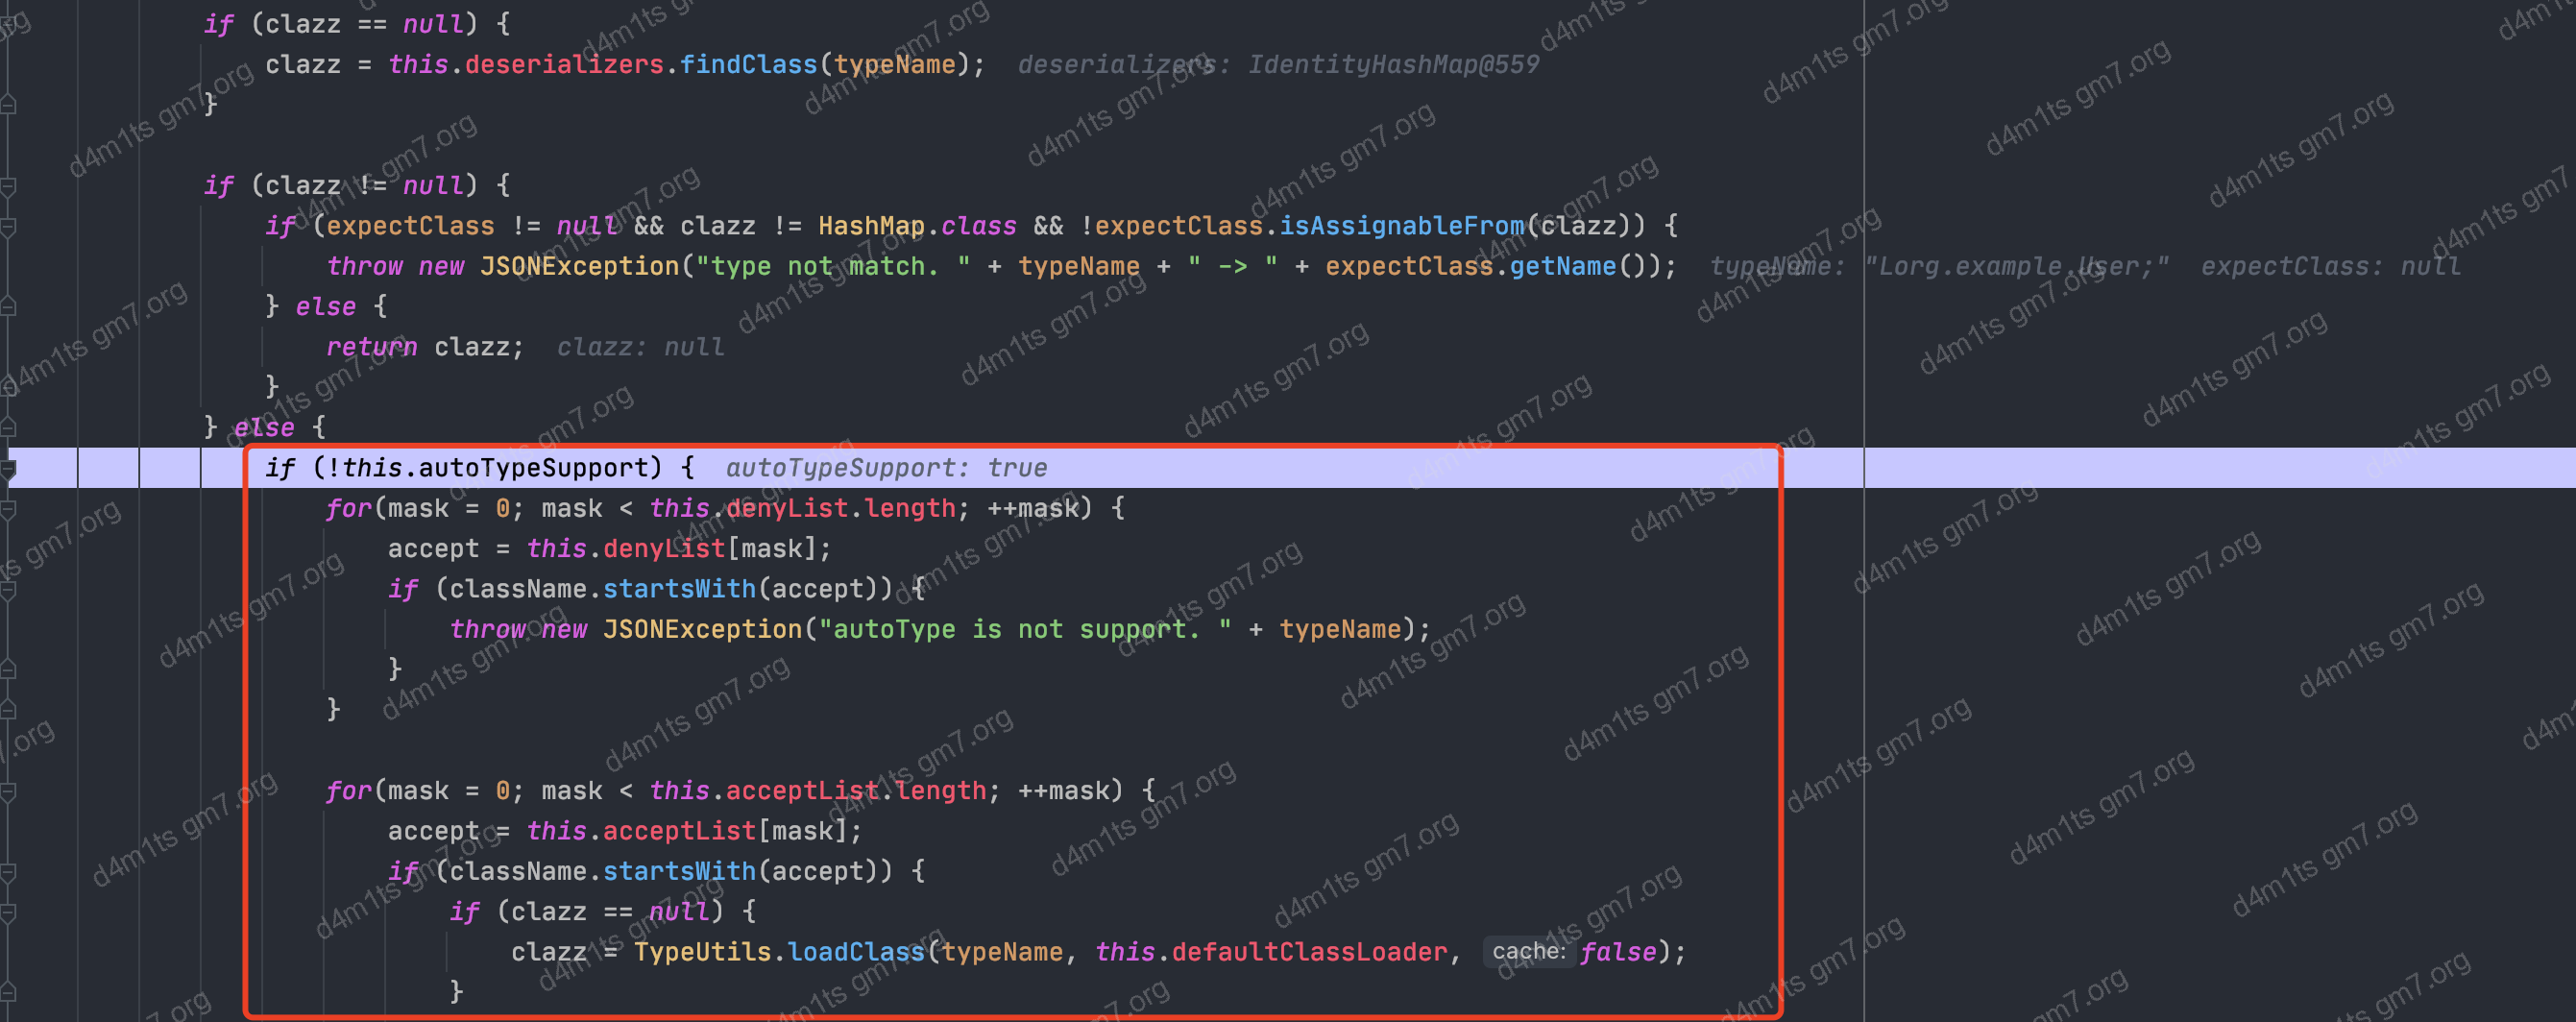 if (clazz == null) {
clazz = this.deserializers.findClass(typeName); deserializers: IdentityHashMap@559
}
if (clazz != null) {
if (expectClass != null && clazz != HashMap.class && !expectClass.isAssignableFrom(clazz)) {
throw new JSONException("type not match. " + typeName + " -> " + expectClass.getName()); typeName: "Lorg.example.User;" expectClass: null
} else {
return clazz; clazz: null
}
} else {
if (!this.autoTypeSupport) { autoTypeSupport: true
for(mask = 0; mask < this.denyList.length; ++mask) {
accept = this.denyList[mask];
if (className.startsWith(accept)) {
throw new JSONException("autoType is not support. " + typeName);
}
}
for(mask = 0; mask < this.acceptList.length; ++mask) {
accept = this.acceptList[mask];
if (className.startsWith(accept)) {
if (clazz == null) {
clazz = TypeUtils.loadClass(typeName, this.defaultClassLoader, cache: false);
}
d4m1ts gm7.org